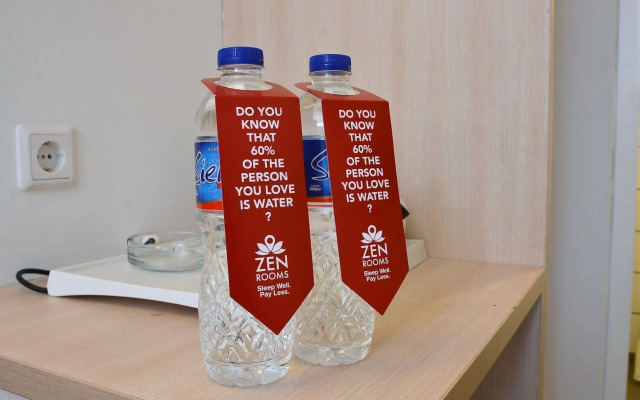 DO YOU
KNOW
THAT
60%
OF THE
PERSON
YOU LOVE
IS WATER
?
ZEN
ROOMS
Sleep Well.
Pay Less.
DO YOU
KNOW
THAT
60%
OF THE
PERSON
YOU LOVE
IS WATER
?
ZEN
ROOMS
Sleep Well.
Pay Less.